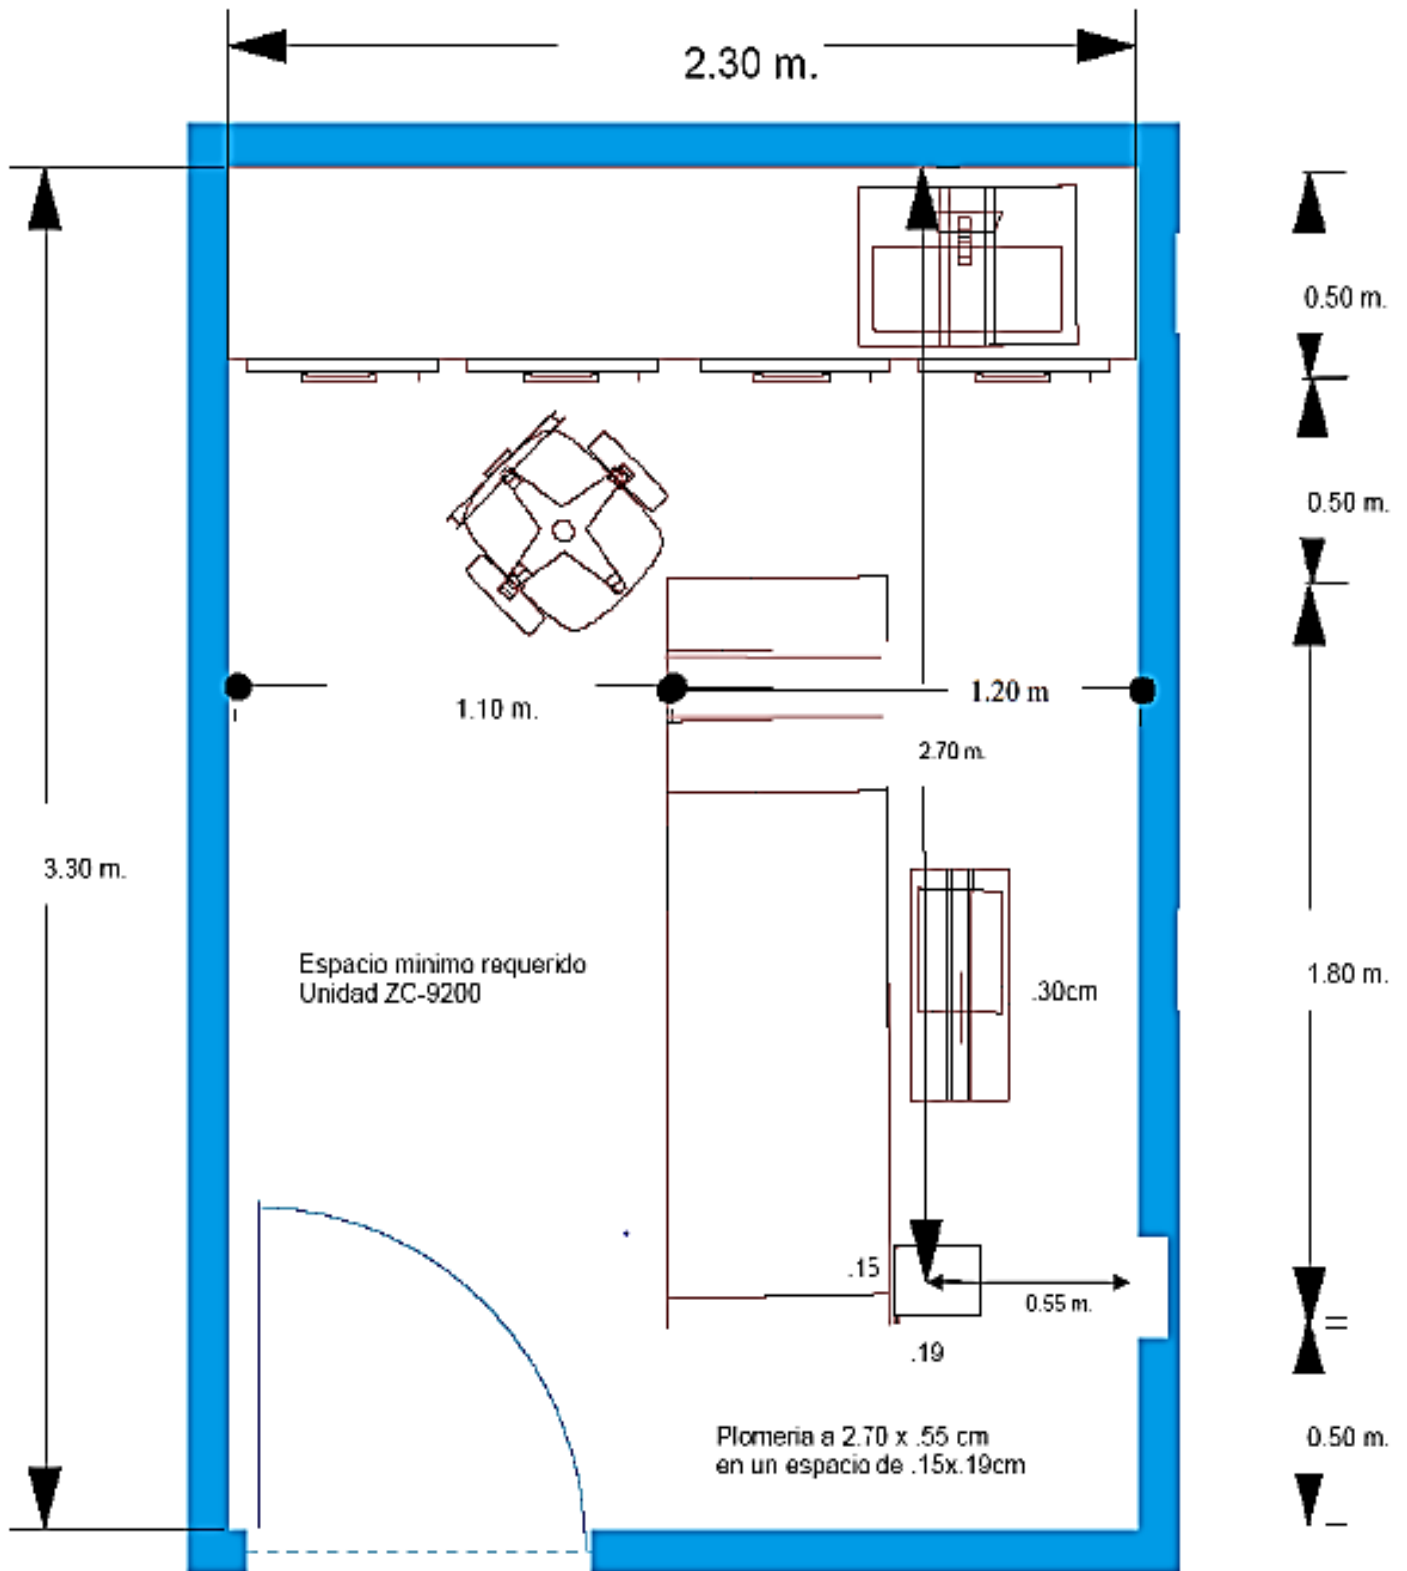 2.30 m.
0.50 m.
0.50 m.
1.10 m.
1.20 m
2.70 m.
3.30 m.
Espacio minimo requerido
Unidad ZC-9200
.30cm
1.80 m.
.15
0.55 m.
.19
Plomeria a 2.70 x .55 cm
en un espacio de .15x.19cm
0.50 m.